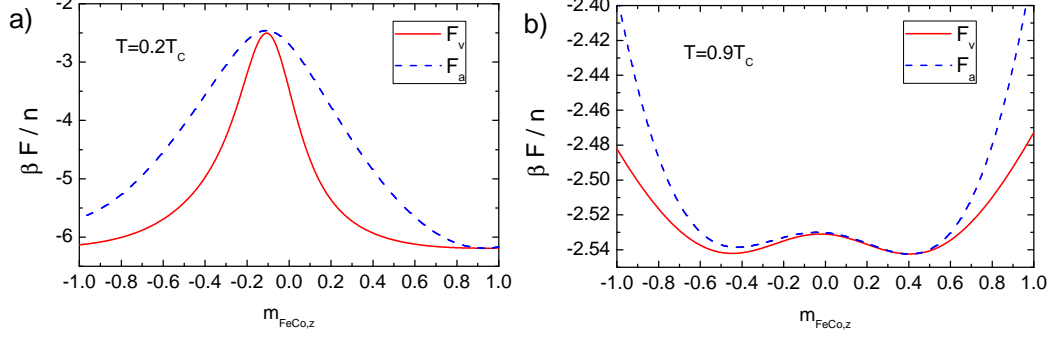 a)
T=0.2T_C
F_v
F_a
β F / n
-2
-3
-4
-5
-6
-1.0 -0.8 -0.6 -0.4 -0.2 0.0 0.2 0.4 0.6 0.8 1.0
m_FeCo,z
b)
T=0.9T_C
F_v
F_a
β F / n
-2.40
-2.42
-2.44
-2.46
-2.48
-2.50
-2.52
-2.54
-1.0 -0.8 -0.6 -0.4 -0.2 0.0 0.2 0.4 0.6 0.8 1.0
m_FeCo,z